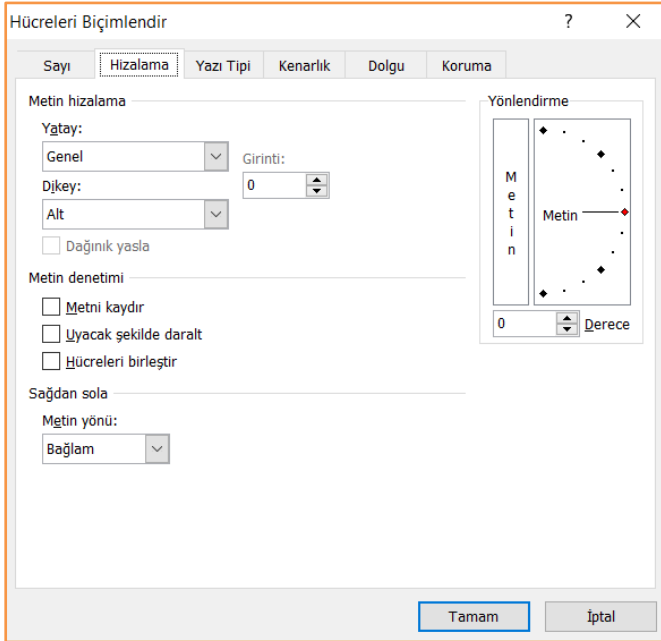 Hücreleri Biçimlendir ?
Sayı Hizalama Yazı Tipi Kenarlık Dolgu Koruma
Metin hizalama
Yatay:
Genel
Girinti:
0
Dikey:
Alt
Dağınık yasla
Metin denetimi
Metni kaydır
Uyacak şekilde daralt
Hücreleri birleştir
Sağdan sola
Metin yönü:
Bağlam
Yönlendirme
M
e
t
i
n
Metin
0 Derece
Tamam İptal